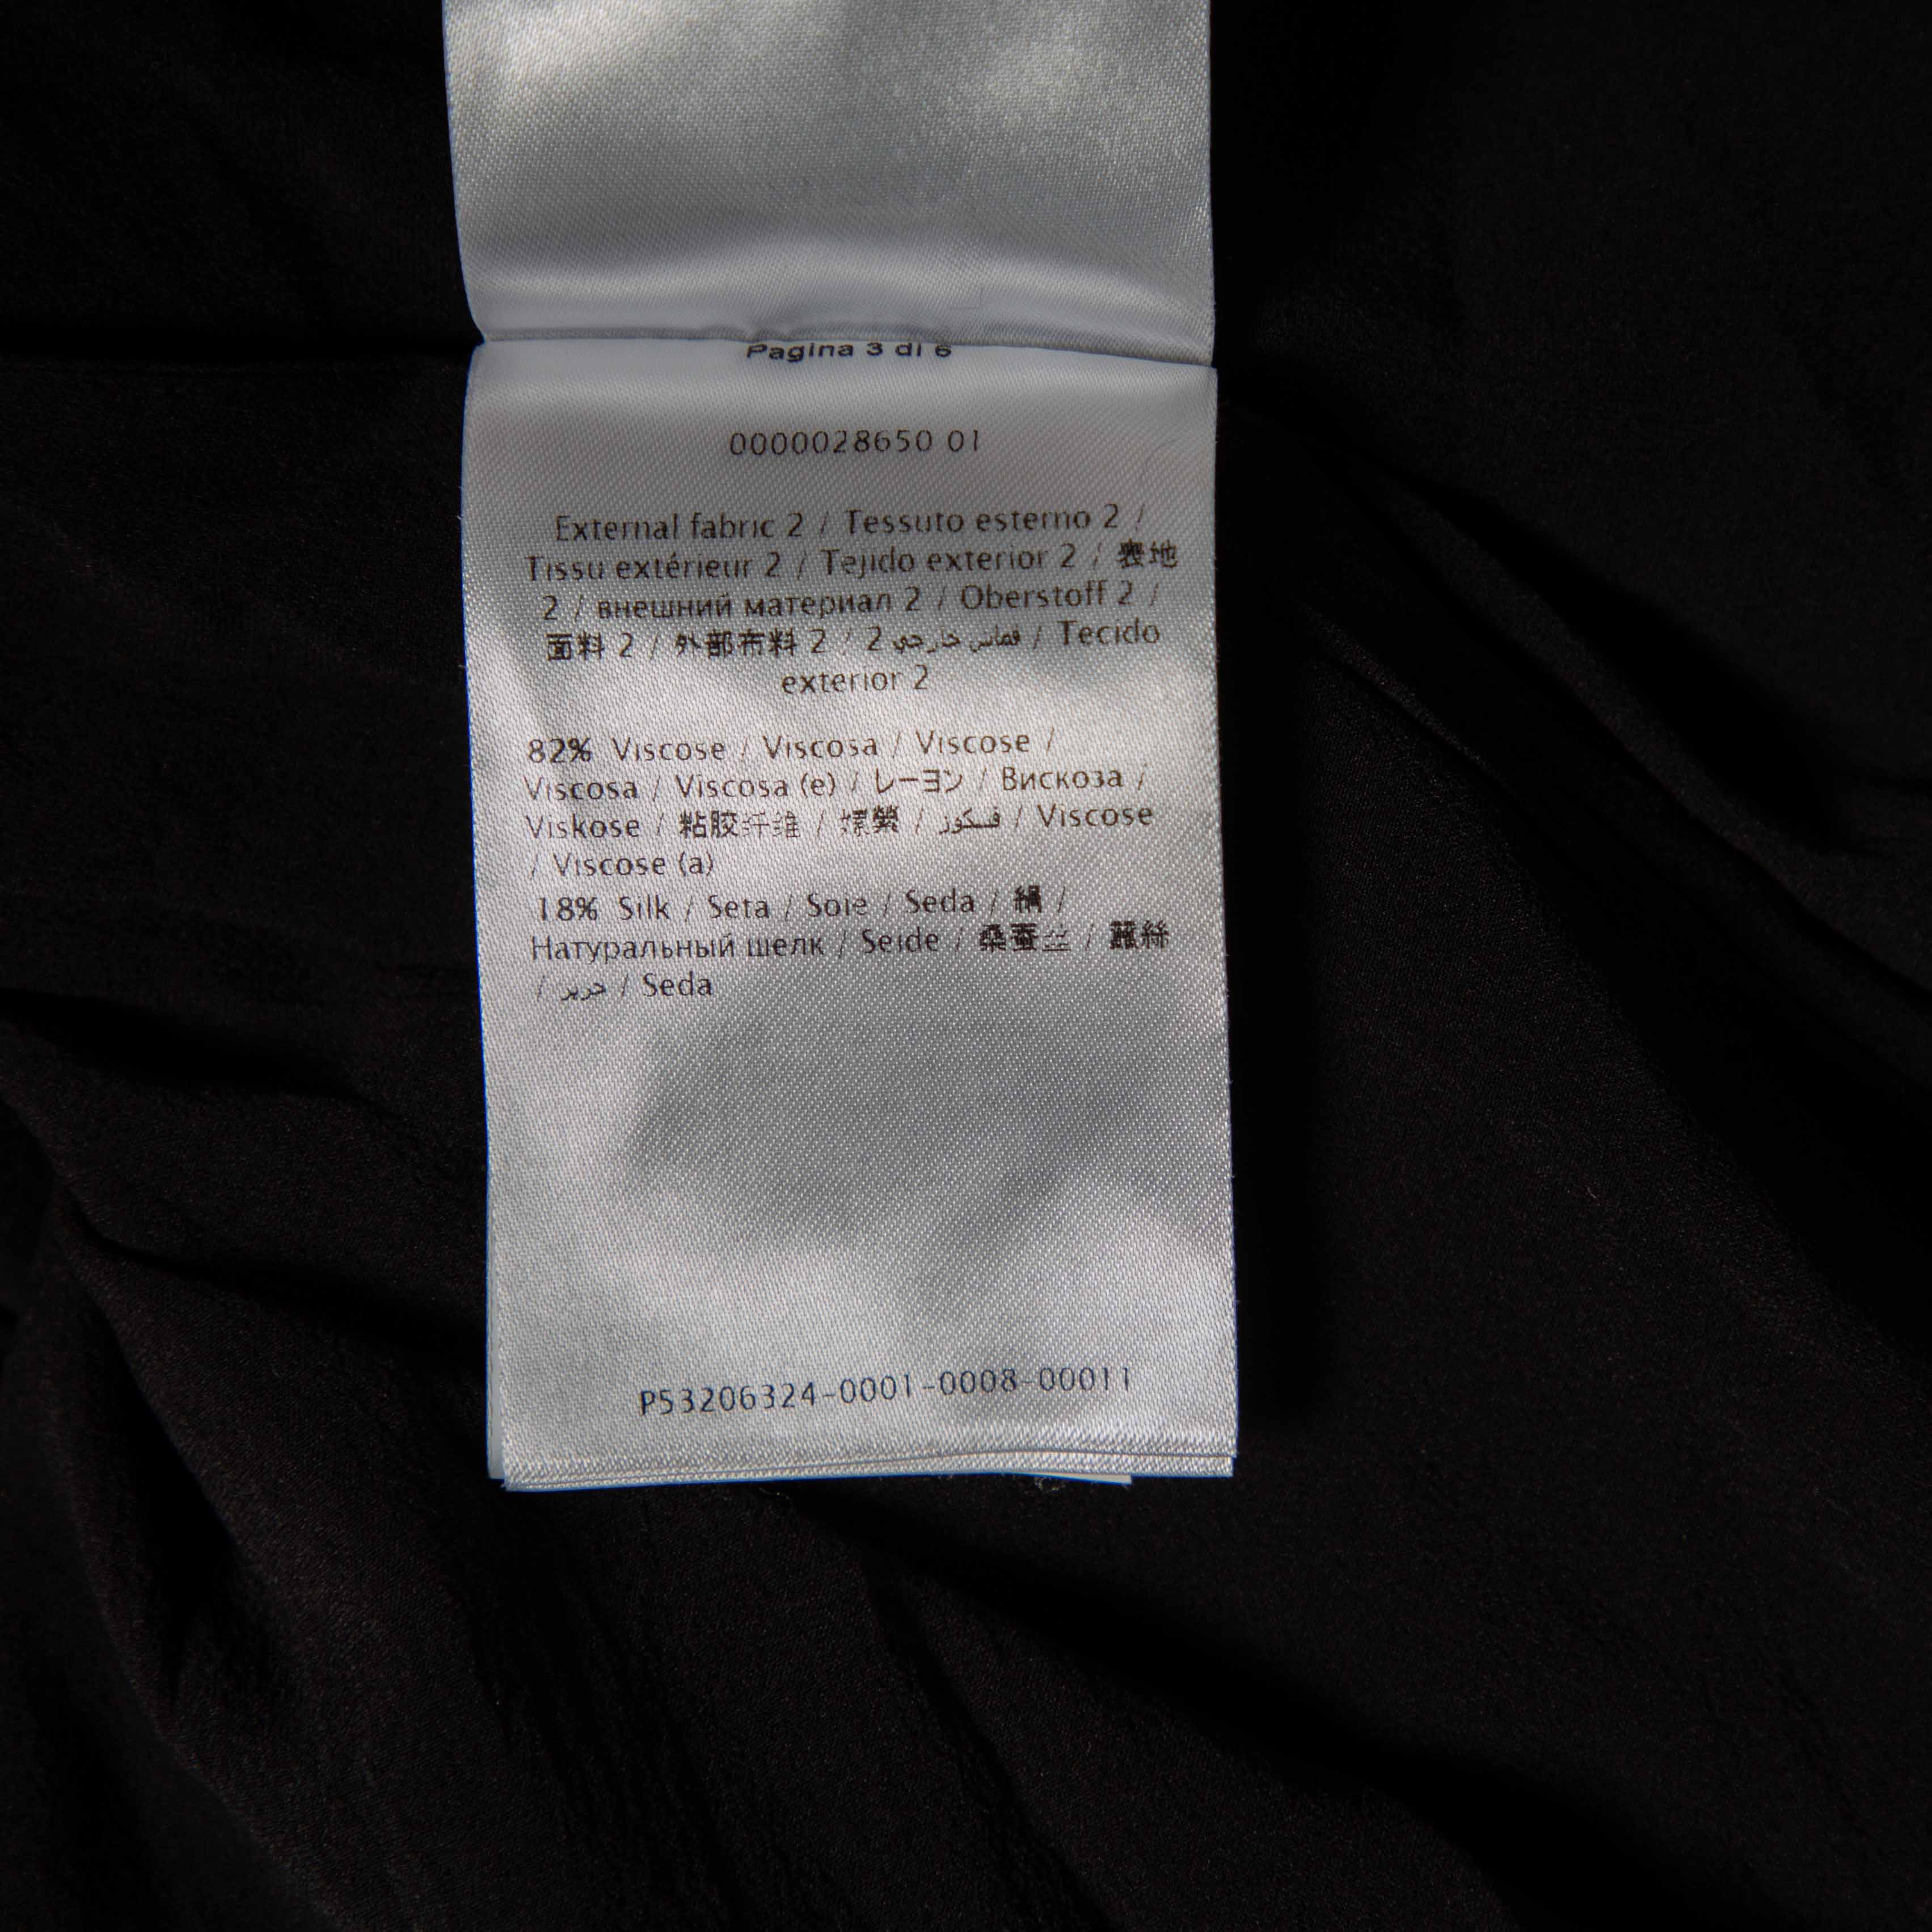 Pagina 3 di 6
0000028650 01
External fabric 2 / Tessuto esterno 2 /
Tissu extérieur 2 / Tejido exterior 2 / 表地
2 / внешний материал 2 / Oberstoff 2 /
面料 2 / 外部布料 2 / قماس خارجي 2 / Tecido
exterior 2
82% Viscose / Viscosa / Viscose /
Viscosa / Viscosa (e) / レーヨン / Вискоза /
Viskose / 粘胶纤维 / 嫘縈 / فسكوز / Viscose
/ Viscose (a)
18% Silk / Seta / Soie / Seda / 絹 /
Натуральный шелк / Seide / 桑蚕丝 / 蠶絲
/ حرير / Seda
P53206324-0001-0008-00011